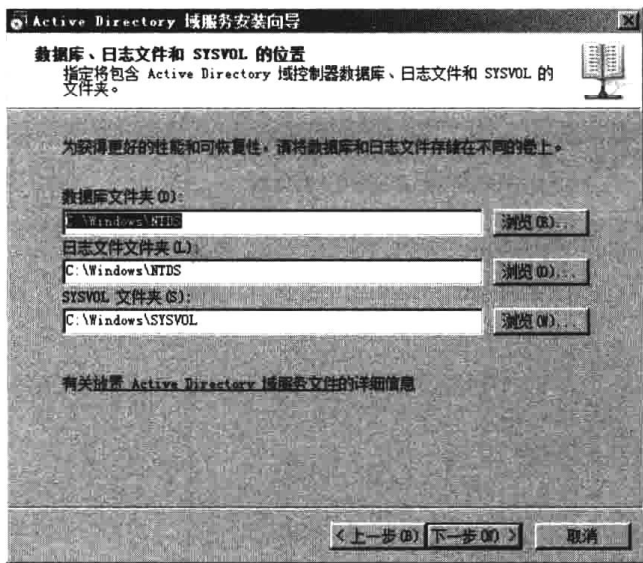 Active Directory 域服务安装向导
数据库、日志文件和 SYSVOL 的位置
指定将包含 Active Directory 域控制器数据库、日志文件和 SYSVOL 的
文件夹。
为获得更好的性能和可恢复性，请将数据库和日志文件存储在不同的卷上。
数据库文件夹(D):
C:\Windows\NTDS
浏览(R)...
日志文件文件夹(L):
C:\Windows\NTDS
浏览(O)...
SYSVOL 文件夹(S):
C:\Windows\SYSVOL
浏览(W)...
有关放置 Active Directory 域服务文件的详细信息
< 上一步(B)
下一步(N) >
取消